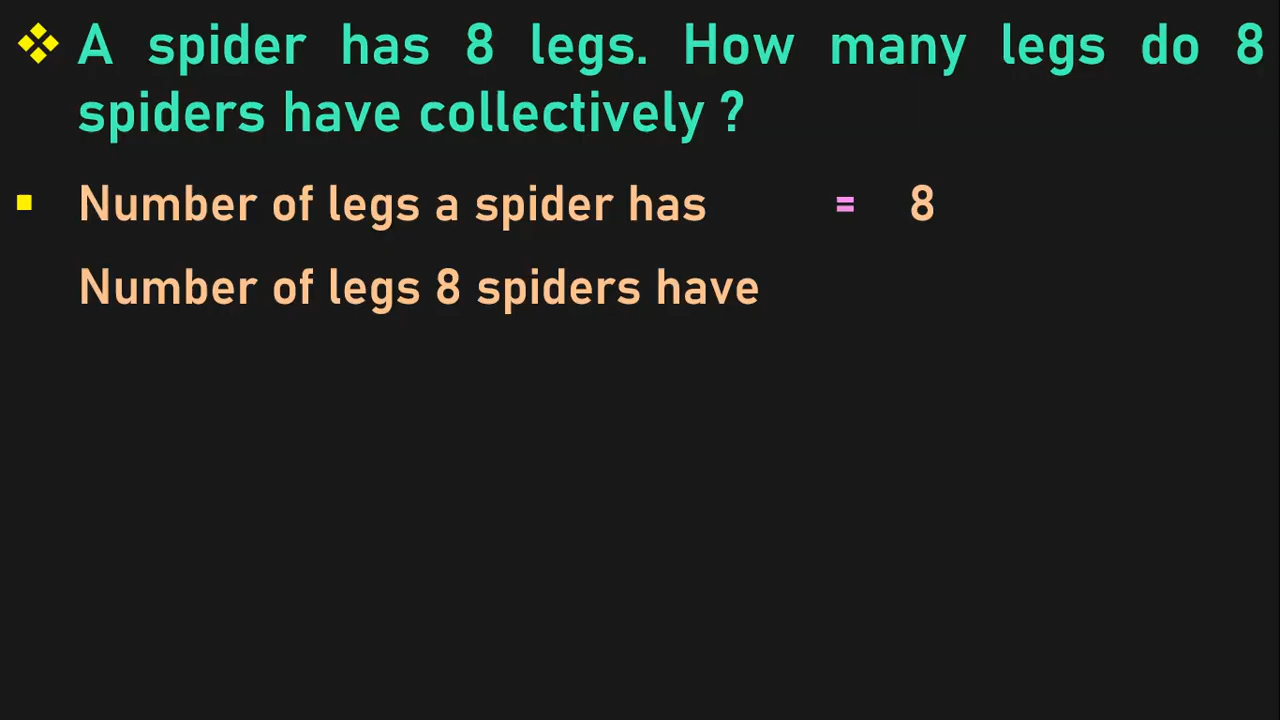 ❖ A spider has 8 legs. How many legs do 8
spiders have collectively ?
▪ Number of legs a spider has = 8
Number of legs 8 spiders have